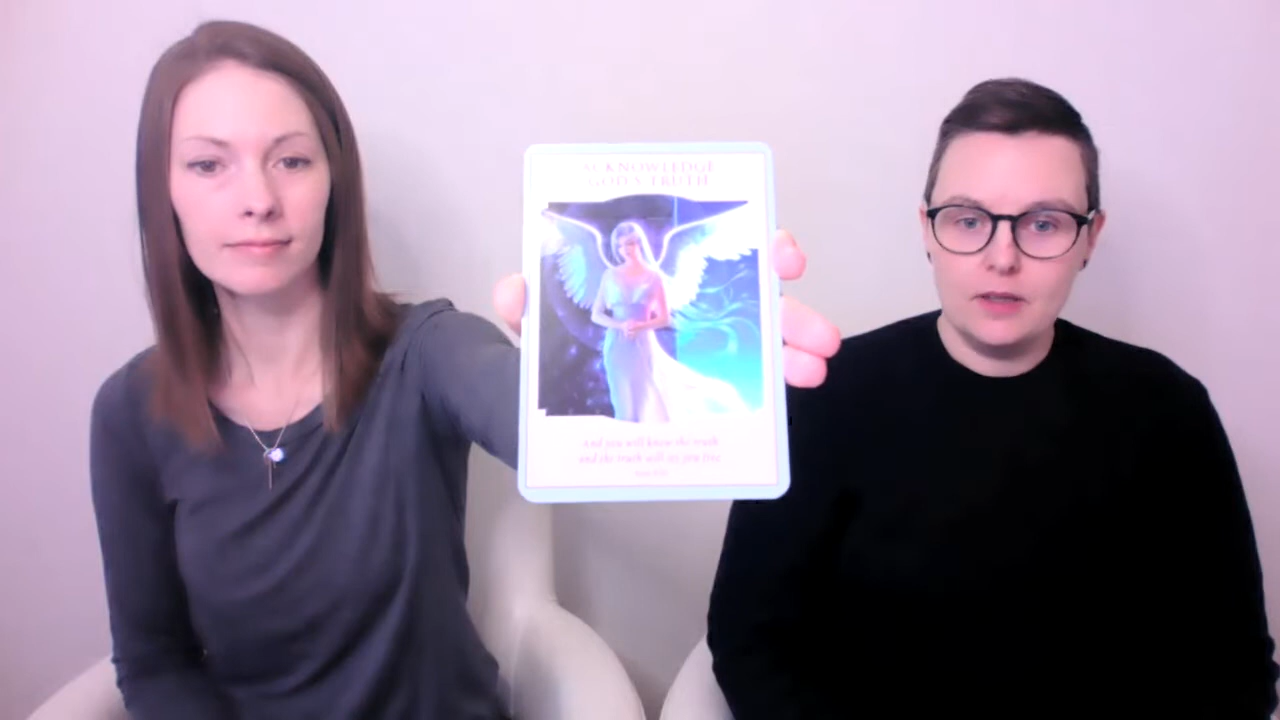 ACKNOWLEDGE
GOD'S TRUTH
And you will know the truth
and the truth will set you free